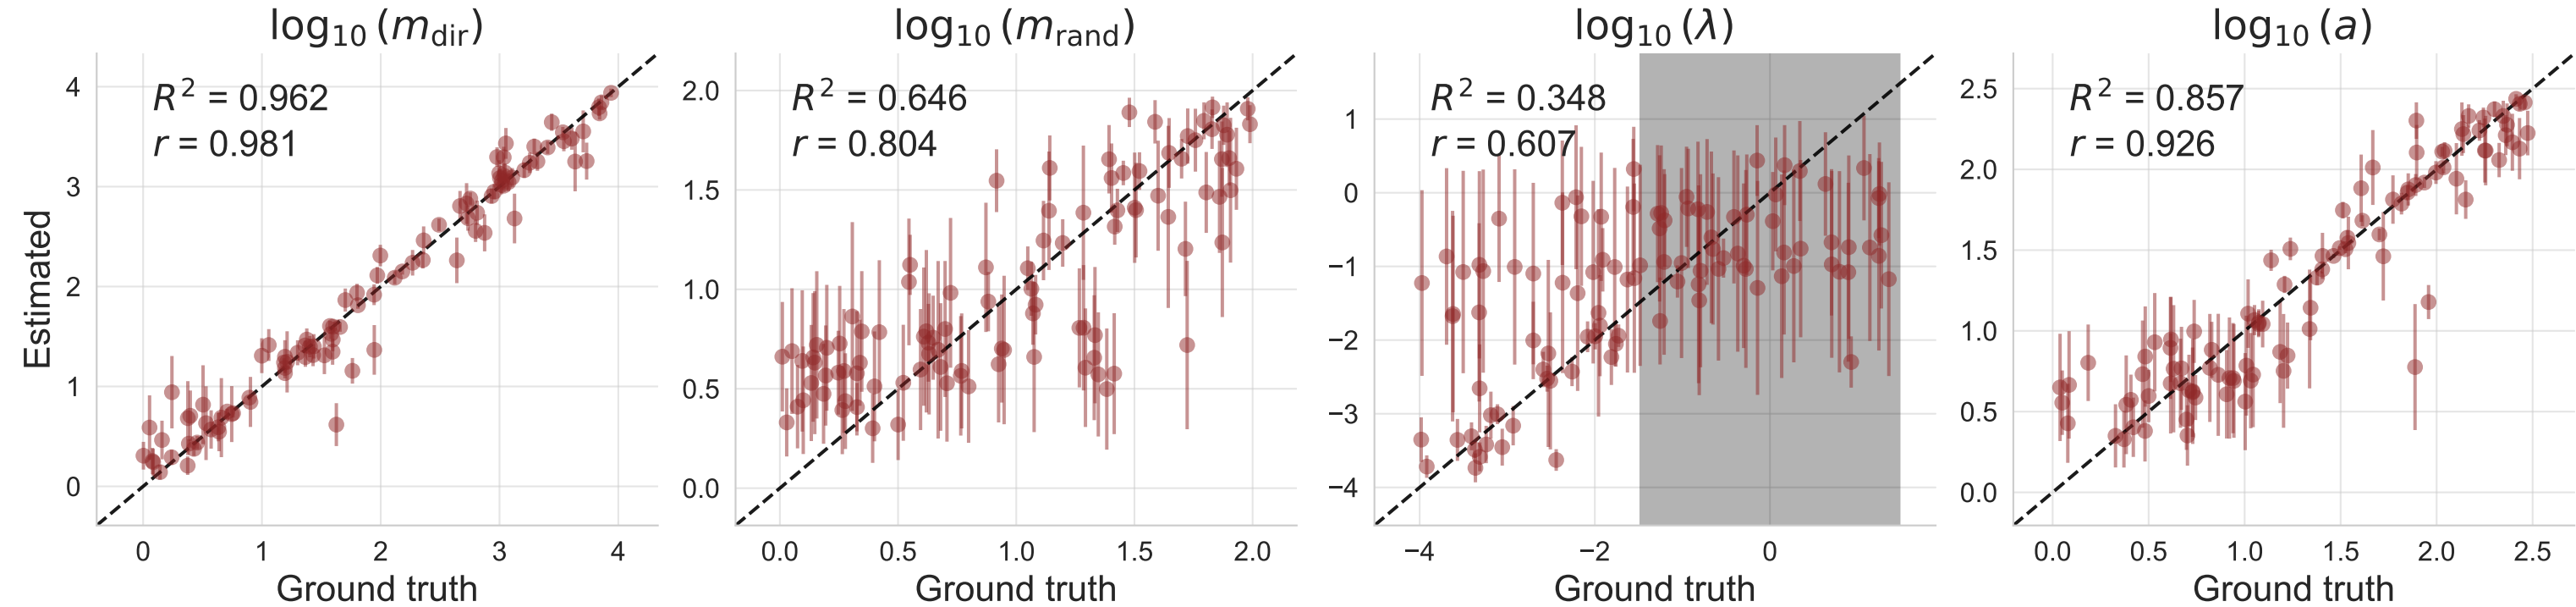 log₁₀ (m_dir)
R² = 0.962
r = 0.981
4
3
2
1
0
Estimated
0 1 2 3 4
Ground truth
log₁₀ (m_rand)
R² = 0.646
r = 0.804
2.0
1.5
1.0
0.5
0.0
0.0 0.5 1.0 1.5 2.0
Ground truth
log₁₀ (λ)
R² = 0.348
r = 0.607
1
0
−1
−2
−3
−4
−4 −2 0
Ground truth
log₁₀ (a)
R² = 0.857
r = 0.926
2.5
2.0
1.5
1.0
0.5
0.0
0.0 0.5 1.0 1.5 2.0 2.5
Ground truth